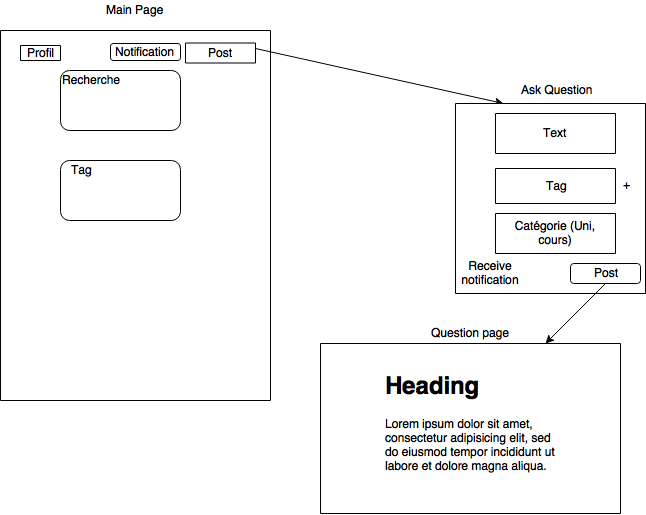 Main Page
Profil
Notification
Post
Recherche
Tag
Ask Question
Text
Tag
+
Catégorie (Uni,
cours)
Receive
notification
Post
Question page
Heading
Lorem ipsum dolor sit amet,
consectetur adipisicing elit, sed
do eiusmod tempor incididunt ut
labore et dolore magna aliqua.